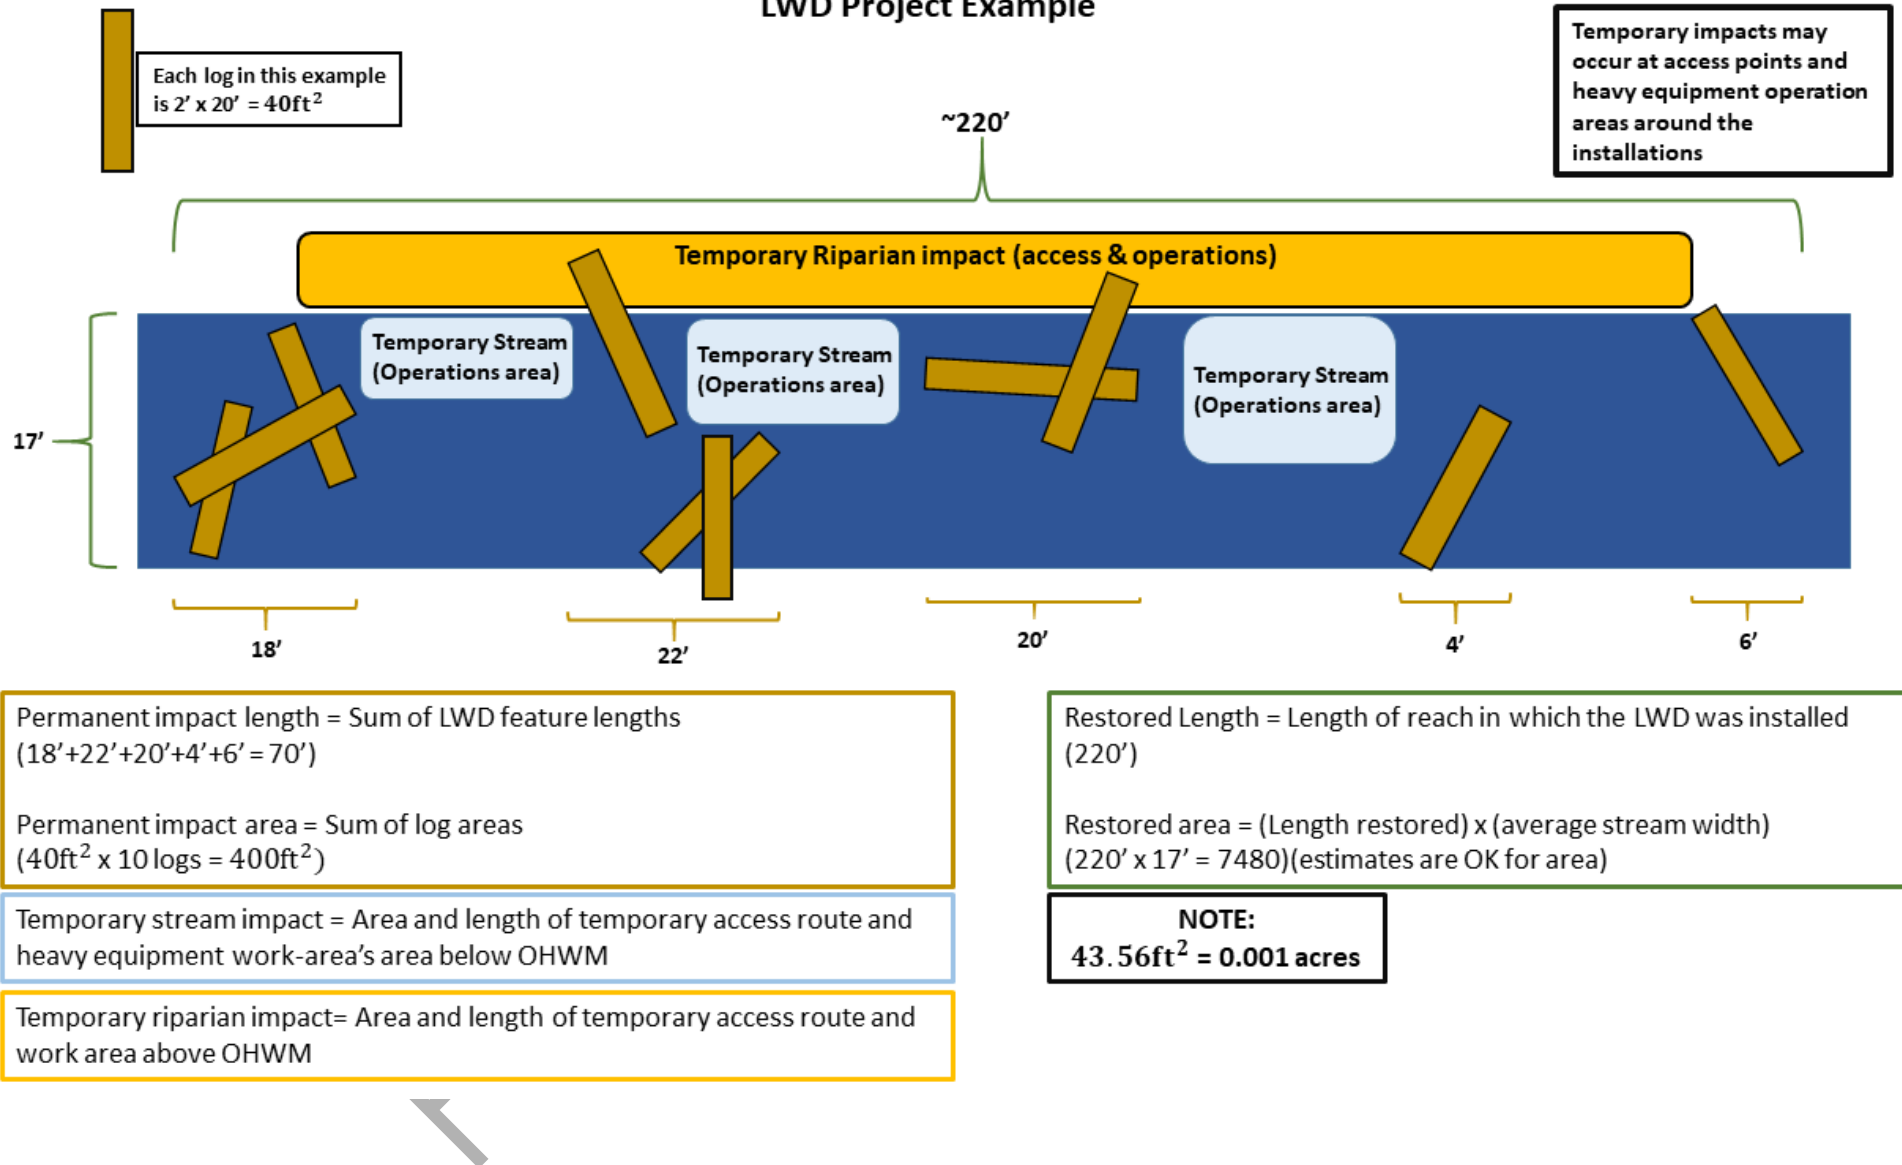 LWD Project Example
Each log in this example
is 2’ x 20’ = 40ft²
Temporary impacts may
occur at access points and
heavy equipment operation
areas around the
installations
~220’
Temporary Riparian impact (access & operations)
Temporary Stream
(Operations area)
Temporary Stream
(Operations area)
Temporary Stream
(Operations area)
17’
18’
22’
20’
4’
6’
Permanent impact length = Sum of LWD feature lengths
(18’+22’+20’+4’+6’ = 70’)
Permanent impact area = Sum of log areas
(40ft² x 10 logs = 400ft²)
Temporary stream impact = Area and length of temporary access route and
heavy equipment work-area’s area below OHWM
Temporary riparian impact= Area and length of temporary access route and
work area above OHWM
Restored Length = Length of reach in which the LWD was installed
(220’)
Restored area = (Length restored) x (average stream width)
(220’ x 17’ = 7480)(estimates are OK for area)
NOTE:
43.56ft² = 0.001 acres